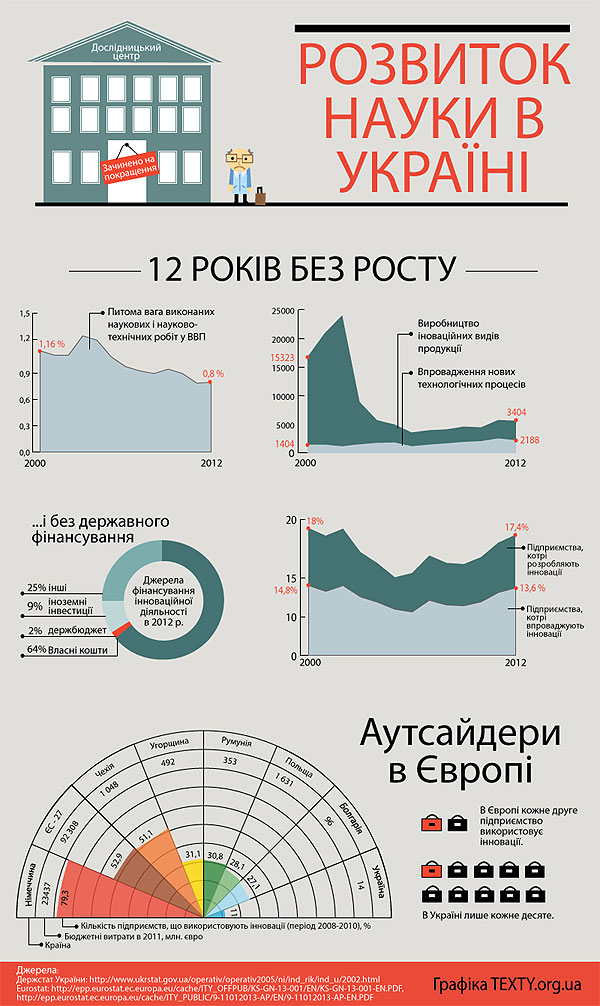 Дослідницький
центр
Зачинено на
покращення
РОЗВИТОК
НАУКИ В
УКРАЇНІ
12 РОКІВ БЕЗ РОСТУ
1,5
1,2
0,9
0,6
0,3
0,0
1,16 %
0,8 %
Питома вага виконаних
наукових і науково-
технічних робіт у ВВП
2000
2012
25000
20000
15000
10000
5000
0
15323
1404
Виробництво
іноваційних видів
продукції
Впровадження нових
технологічних процесів
3404
2188
2000
2012
...і без державного
фінансування
25% інші
9% іноземні
інвестиції
2% держбюджет
64% Власні кошти
Джерела
фінансування
інноваційної
діяльності
в 2012 р.
20
15
10
0
18%
14,8%
17,4%
13,6 %
Підприємства,
котрі
розробляють
інновації
Підприємства,
котрі
впроваджують
інновації
2000
2012
Аутсайдери
в Європі
Німеччина
23437
79,3
ЄС - 27
92 308
52,9
Чехія
1 048
51,1
Угорщина
492
31,1
Румунія
353
30,8
Польща
1 631
28,1
Болгарія
96
27,1
Україна
14
11
Кількість підприємств, що використовують інновації (період 2008-2010), %
Бюджетні витрати в 2011, млн. євро
Країна
В Європі кожне друге
підприємство
використовує
інновації.
В Україні лише кожне десяте.
Джерела:
Держстат України: http://www.ukrstat.gov.ua/operativ/operativ2005/ni/ind_rik/ind_u/2002.html
Eurostat: http://epp.eurostat.ec.europa.eu/cache/ITY_OFFPUB/KS-GN-13-001/EN/KS-GN-13-001-EN.PDF,
http://epp.eurostat.ec.europa.eu/cache/ITY_PUBLIC/9-11012013-AP/EN/9-11012013-AP-EN.PDF
Графіка TEXTY.org.ua